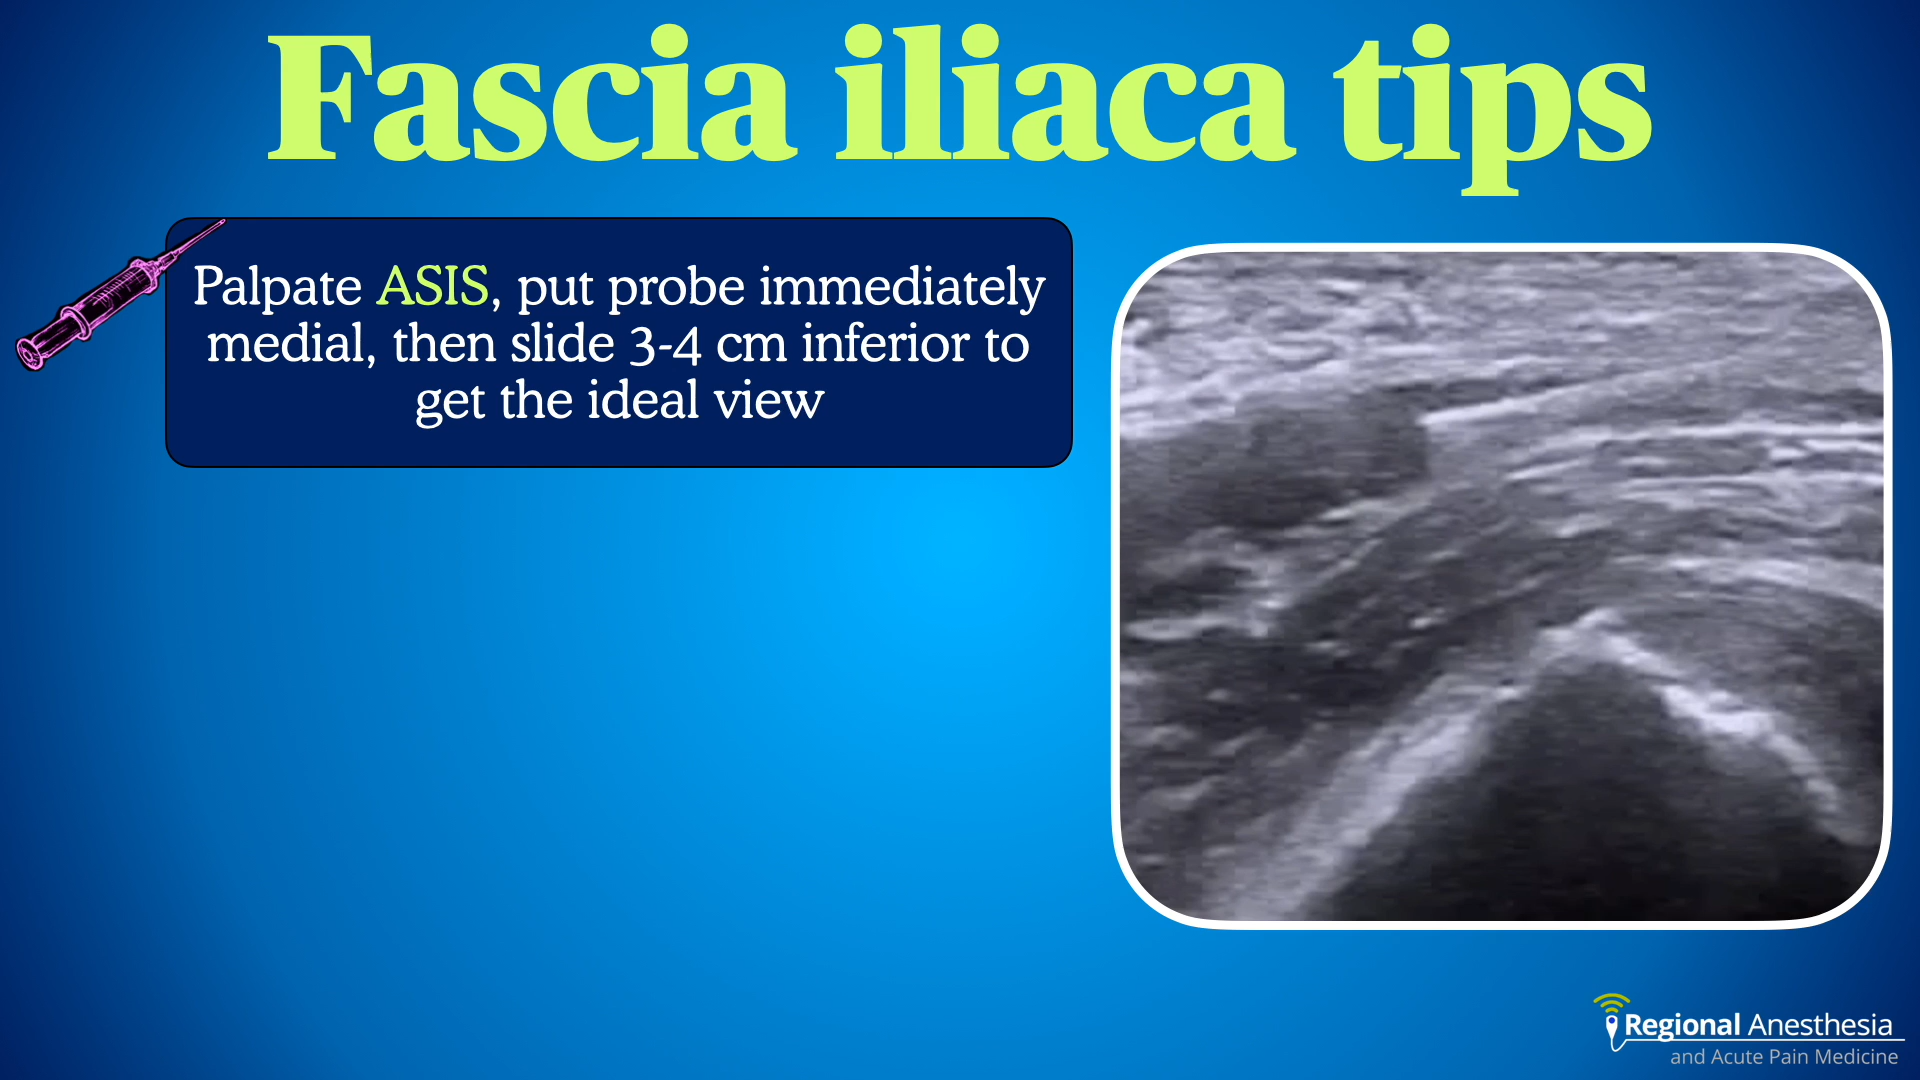 Fascia iliaca tips
Palpate ASIS, put probe immediately
medial, then slide 3-4 cm inferior to
get the ideal view
Regional Anesthesia
and Acute Pain Medicine